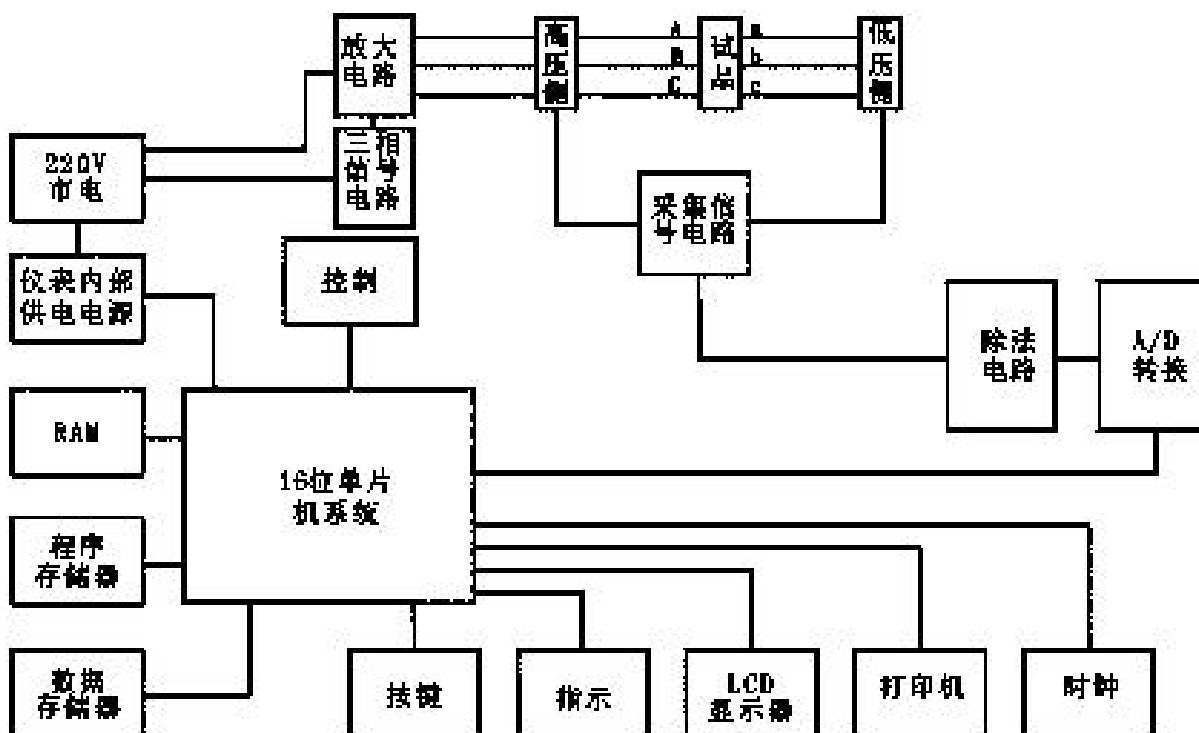 放大
电路
高
压
侧
A
B
C
试
品
a
b
c
低
压
侧
220V
市电
三相
信号
电路
采集信
号电路
仪表内部
供电电源
控制
除法
电路
A/D
转换
RAM
16位单片
机系统
程序
存储器
数据
存储器
按键
指示
LCD
显示器
打印机
时钟